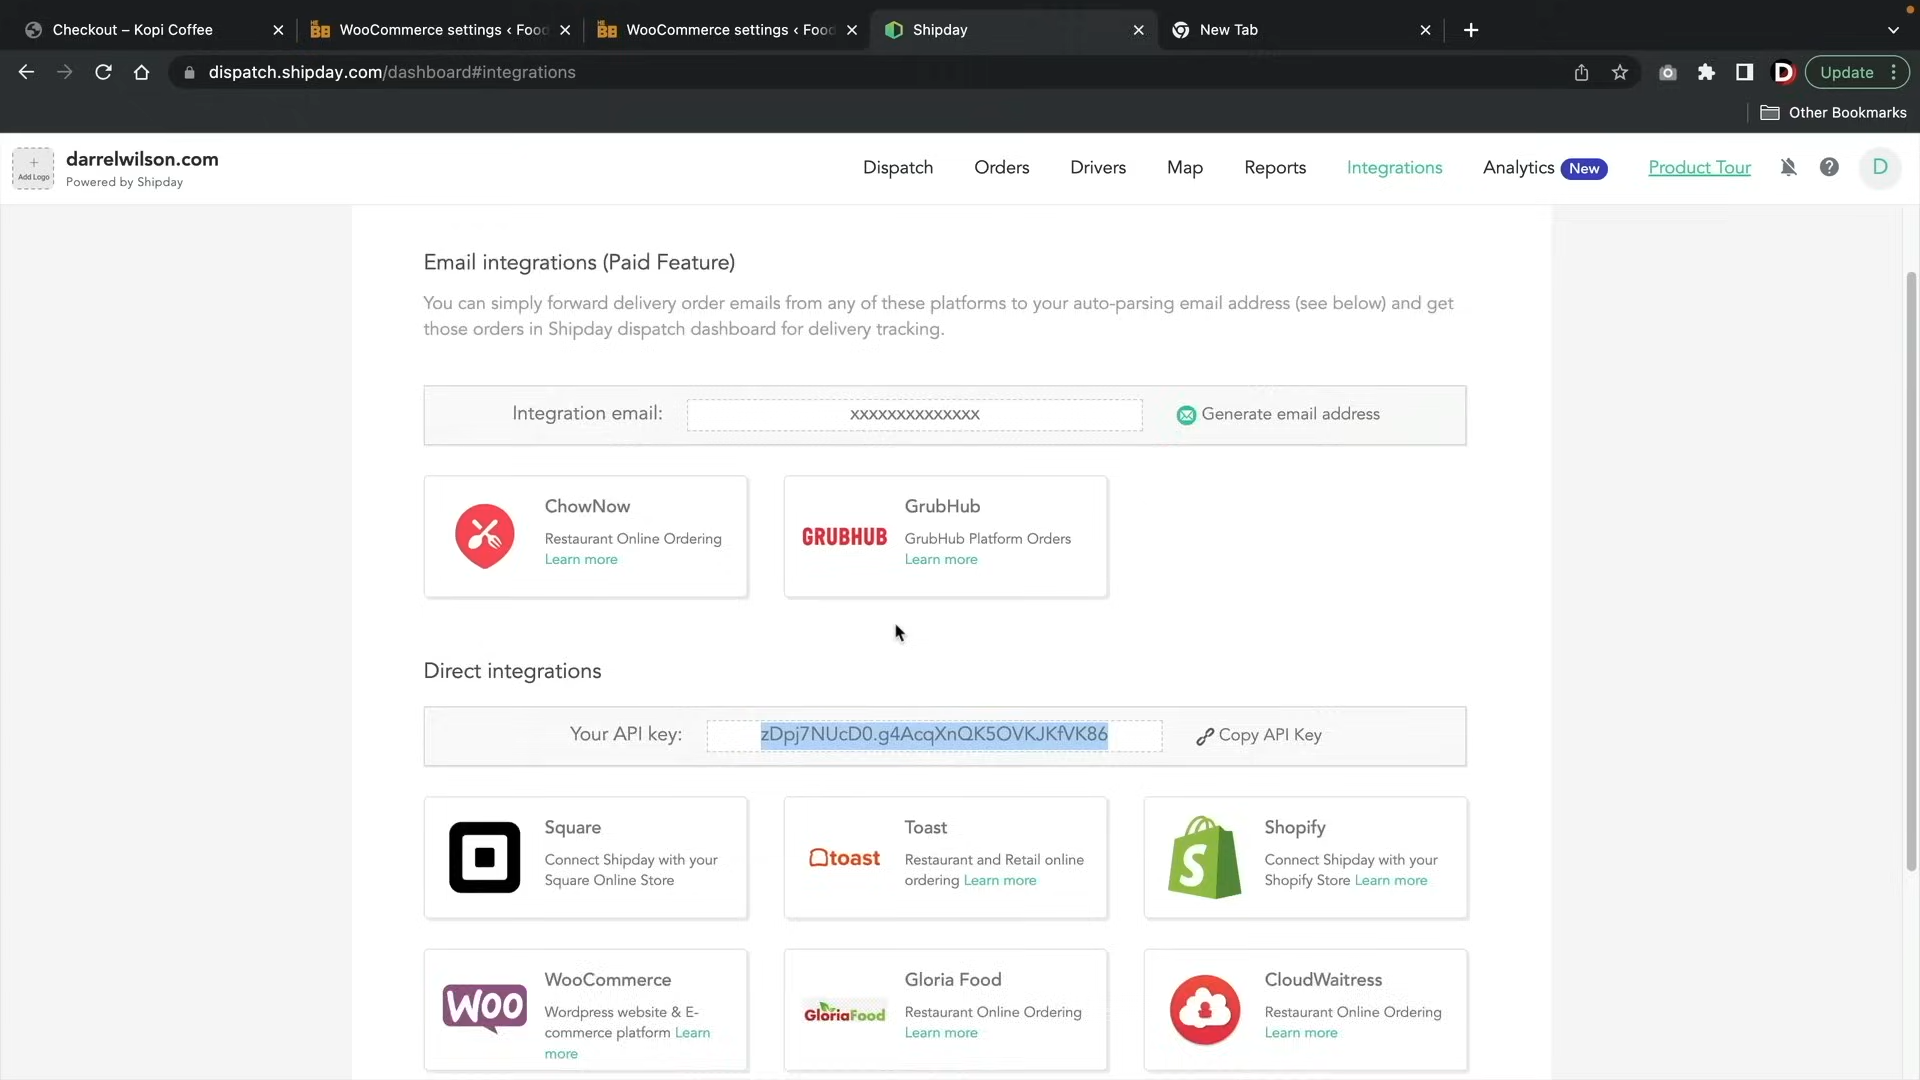 Checkout – Kopi Coffee
WooCommerce settings ‹ Food
WooCommerce settings ‹ Food
Shipday
New Tab
dispatch.shipday.com/dashboard#integrations
Update
Other Bookmarks
+
Add Logo
darrelwilson.com
Powered by Shipday
Dispatch
Orders
Drivers
Map
Reports
Integrations
Analytics New
Product Tour
D
Email integrations (Paid Feature)
You can simply forward delivery order emails from any of these platforms to your auto-parsing email address (see below) and get
those orders in Shipday dispatch dashboard for delivery tracking.
Integration email: xxxxxxxxxxxxxx Generate email address
ChowNow
Restaurant Online Ordering
Learn more
GRUBHUB
GrubHub
GrubHub Platform Orders
Learn more
Direct integrations
Your API key: zDpj7NUcD0.g4AcqXnQK5OVKJKfVK86 Copy API Key
Square
Connect Shipday with your
Square Online Store
toast
Toast
Restaurant and Retail online
ordering Learn more
S
Shopify
Connect Shipday with your
Shopify Store Learn more
WOO
WooCommerce
Wordpress website & E-
commerce platform Learn
more
GloriaFood
Gloria Food
Restaurant Online Ordering
Learn more
CloudWaitress
Restaurant Online Ordering
Learn more